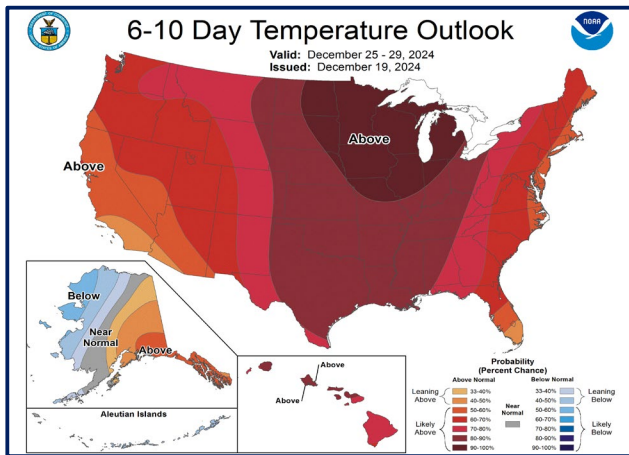 6-10 Day Temperature Outlook
NOAA
Valid: December 25 - 29, 2024
Issued: December 19, 2024
Above
Above
Below
Near
Normal
Above
Aleutian Islands
Above
Above
Probability
(Percent Chance)
Above Normal
Below Normal
Leaning
Above
33-40%
40-50%
Likely
Above
50-60%
60-70%
70-80%
80-90%
90-100%
Near
Normal
33-40%
40-50%
Leaning
Below
50-60%
60-70%
70-80%
80-90%
90-100%
Likely
Below